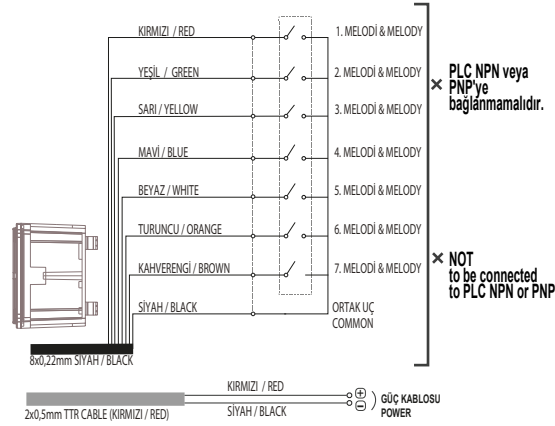 KIRMIZI / RED
1. MELODİ & MELODY
YEŞİL / GREEN
2. MELODİ & MELODY
SARI / YELLOW
3. MELODİ & MELODY
MAVİ / BLUE
4. MELODİ & MELODY
BEYAZ / WHITE
5. MELODİ & MELODY
TURUNCU / ORANGE
6. MELODİ & MELODY
KAHVERENGİ / BROWN
7. MELODİ & MELODY
SİYAH / BLACK
ORTAK UÇ
COMMON
× PLC NPN veya
PNP'ye
bağlanmamalıdır.
× NOT
to be connected
to PLC NPN or PNP
8x0,22mm SIYAH / BLACK
2x0,5mm TTR CABLE (KIRMIZI / RED)
KIRMIZI / RED
SİYAH / BLACK
+
-
GÜÇ KABLOSU
POWER